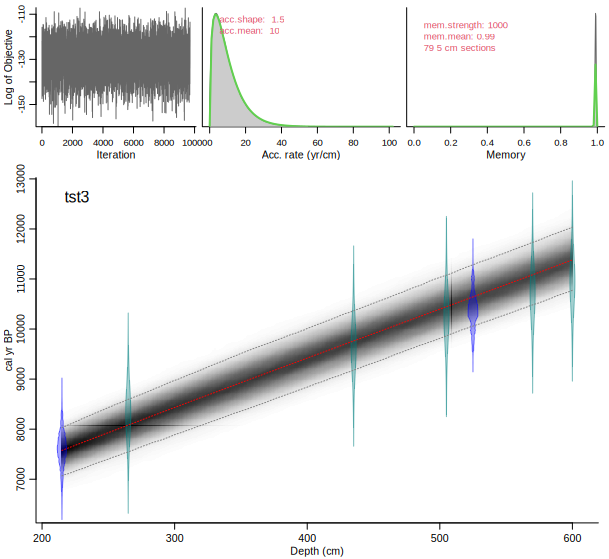 -110
-150
Log of Objective
0 2000 4000 6000 8000 10000
Iteration
acc.shape: 1.5
acc.mean: 10
0 20 40 60 80 100
Acc. rate (yr/cm)
mem.strength: 1000
mem.mean: 0.99
79 5 cm sections
0.0 0.2 0.4 0.6 0.8 1.0
Memory
tst3
13000
12000
11000
10000
9000
8000
7000
cal yr BP
200 300 400 500 600
Depth (cm)